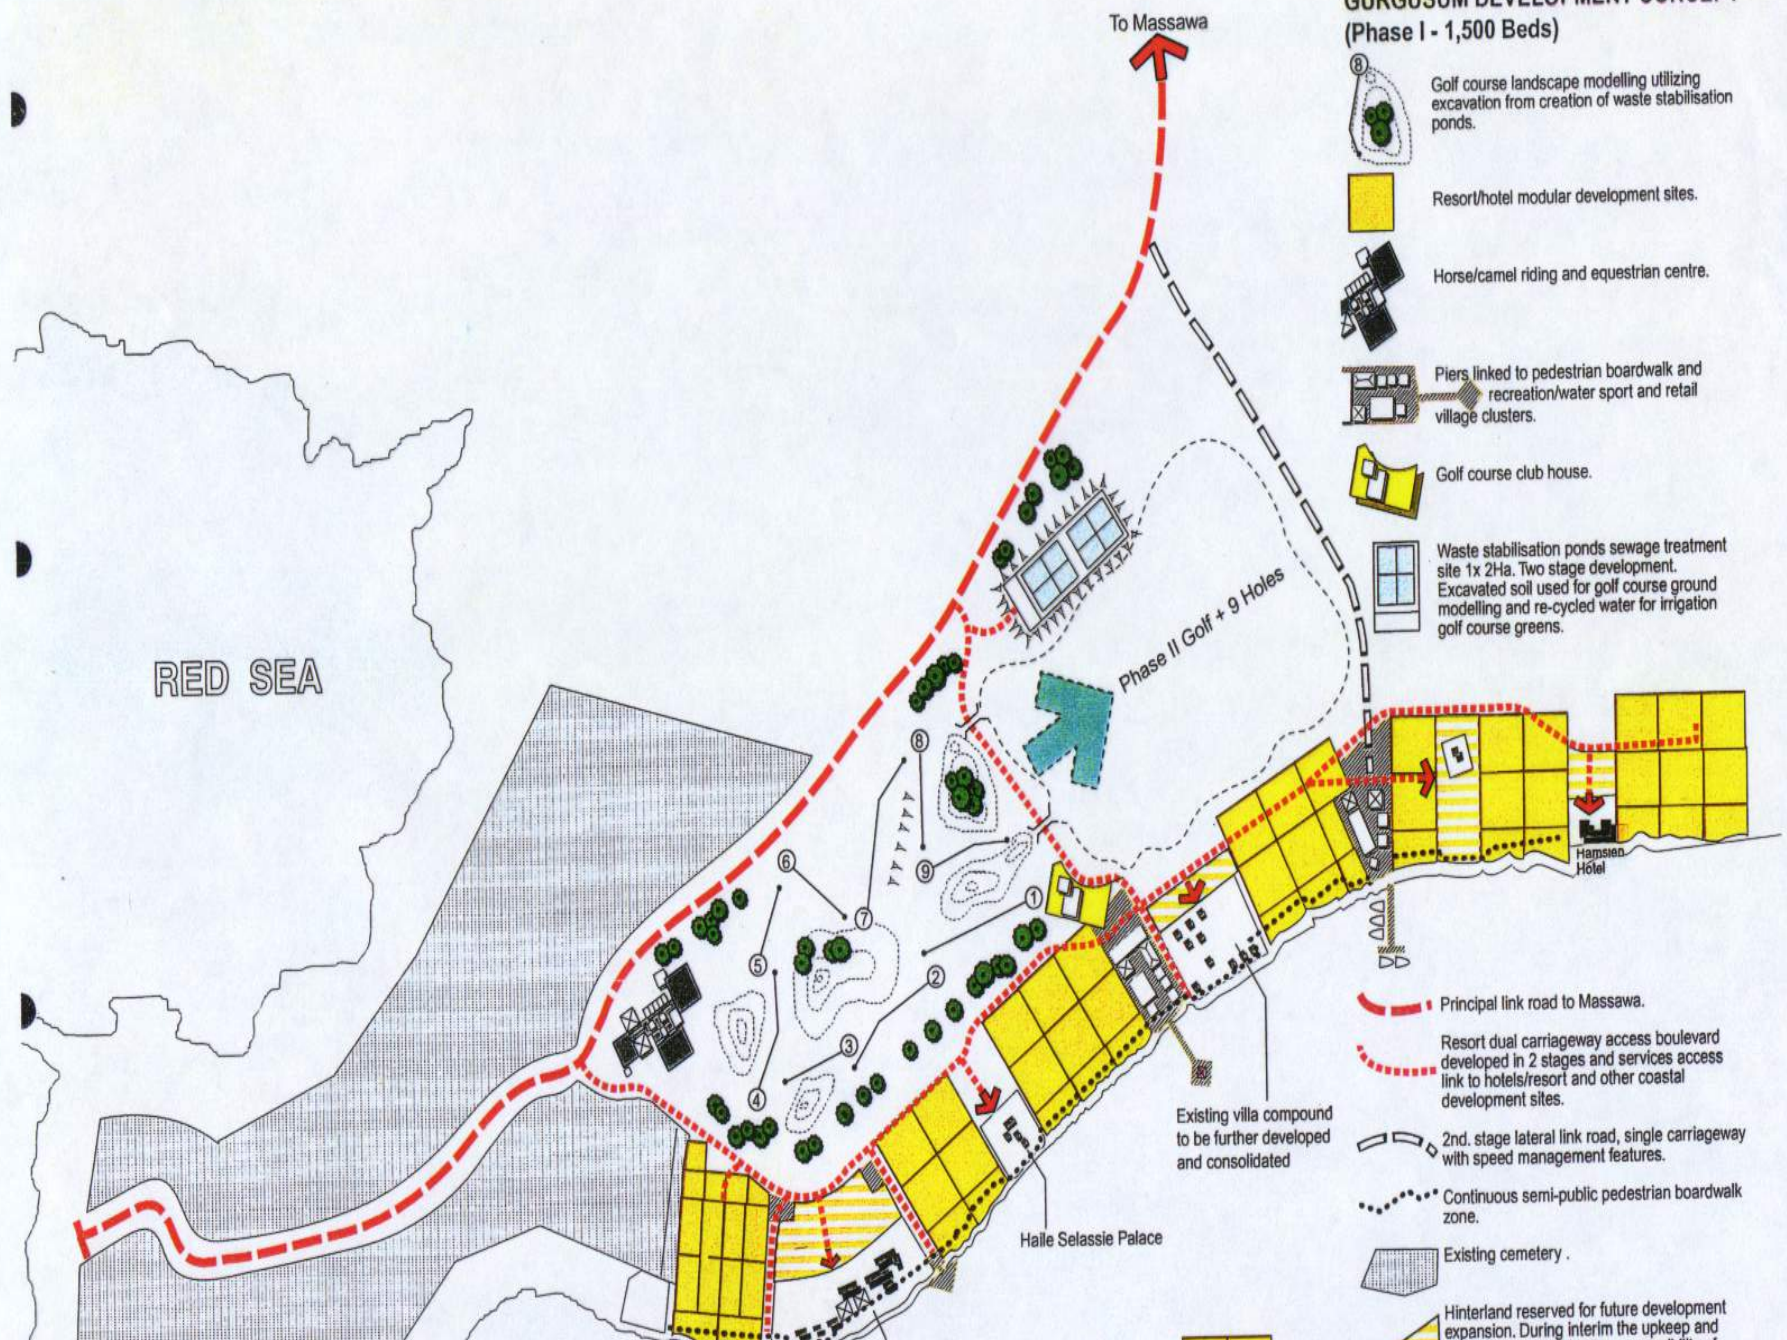 To Massawa
GURGUSUM DEVELOPMENT CONCEPT
(Phase I - 1,500 Beds)
8
Golf course landscape modelling utilizing
excavation from creation of waste stabilisation
ponds.
Resort/hotel modular development sites.
Horse/camel riding and equestrian centre.
Piers linked to pedestrian boardwalk and
recreation/water sport and retail
village clusters.
Golf course club house.
Waste stabilisation ponds sewage treatment
site 1x 2Ha. Two stage development.
Excavated soil used for golf course ground
modelling and re-cycled water for irrigation
golf course greens.
Phase II Golf + 9 Holes
RED SEA
8
6
9
1
7
5
2
3
4
Hamsien
Hotel
Existing villa compound
to be further developed
and consolidated
Haile Selassie Palace
Principal link road to Massawa.
Resort dual carriageway access boulevard
developed in 2 stages and services access
link to hotels/resort and other coastal
development sites.
2nd. stage lateral link road, single carriageway
with speed management features.
Continuous semi-public pedestrian boardwalk
zone.
Existing cemetery .
Hinterland reserved for future development
expansion. During interim the upkeep and